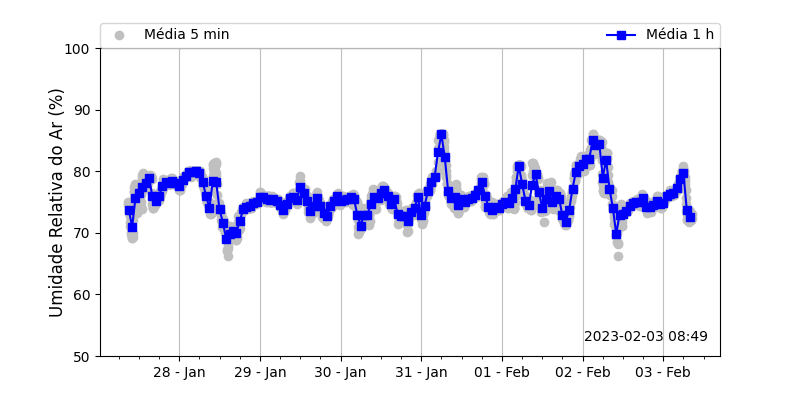 Média 5 min
Média 1 h
Umidade Relativa do Ar (%)
100
90
80
70
60
50
2023-02-03 08:49
28 - Jan
29 - Jan
30 - Jan
31 - Jan
01 - Feb
02 - Feb
03 - Feb